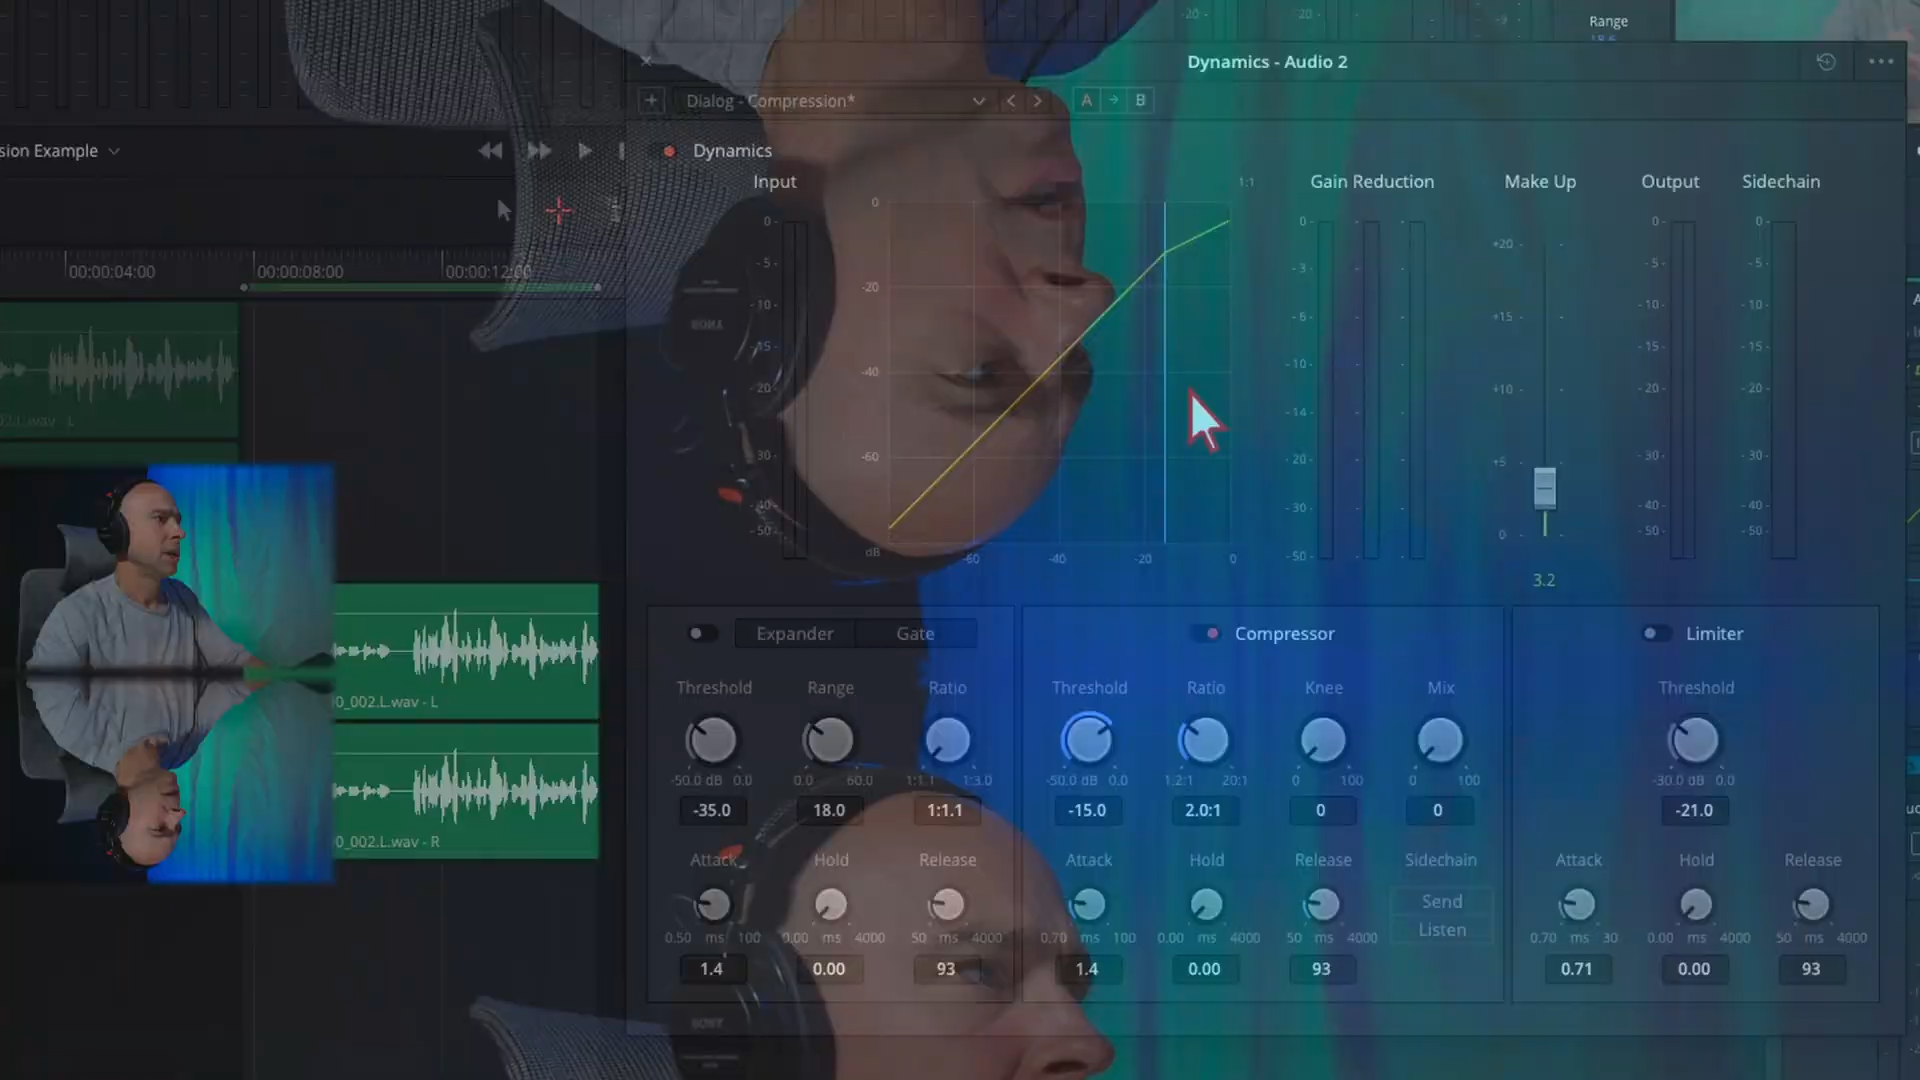 Range
Dynamics - Audio 2
Dialog - Compression*
A
B
sion Example
Dynamics
Input
1:1
Gain Reduction
Make Up
Output
Sidechain
00:00:04:00
00:00:08:00
00:00:12:00
0
-20
-40
-60
dB
-60
-40
-20
0
0
-5
-10
-15
-20
-30
-40
-50
0
-3
-6
-10
-14
-20
-30
-50
+20
+15
+10
+5
0
3.2
0
-5
-10
-15
-20
-30
-40
-50
0
-5
-10
-15
-20
-30
-40
-50
Expander
Gate
Compressor
Limiter
Threshold
Range
Ratio
Threshold
Ratio
Knee
Mix
Threshold
-50.0 dB 0.0
0.0 60.0
1:1.1 1:3.0
-50.0 dB 0.0
1.2:1 20:1
0 100
0 100
-30.0 dB 0.0
-35.0
18.0
1:1.1
-15.0
2.0:1
0
0
-21.0
Attack
Hold
Release
Attack
Hold
Release
Sidechain
Attack
Hold
Release
Send
Listen
0.50 ms 100
0.00 ms 4000
50 ms 4000
0.70 ms 100
0.00 ms 4000
50 ms 4000
0.70 ms 30
0.00 ms 4000
50 ms 4000
1.4
0.00
93
1.4
0.00
93
0.71
0.00
93
02.L.wav - L
0_002.L.wav - L
0_002.L.wav - R